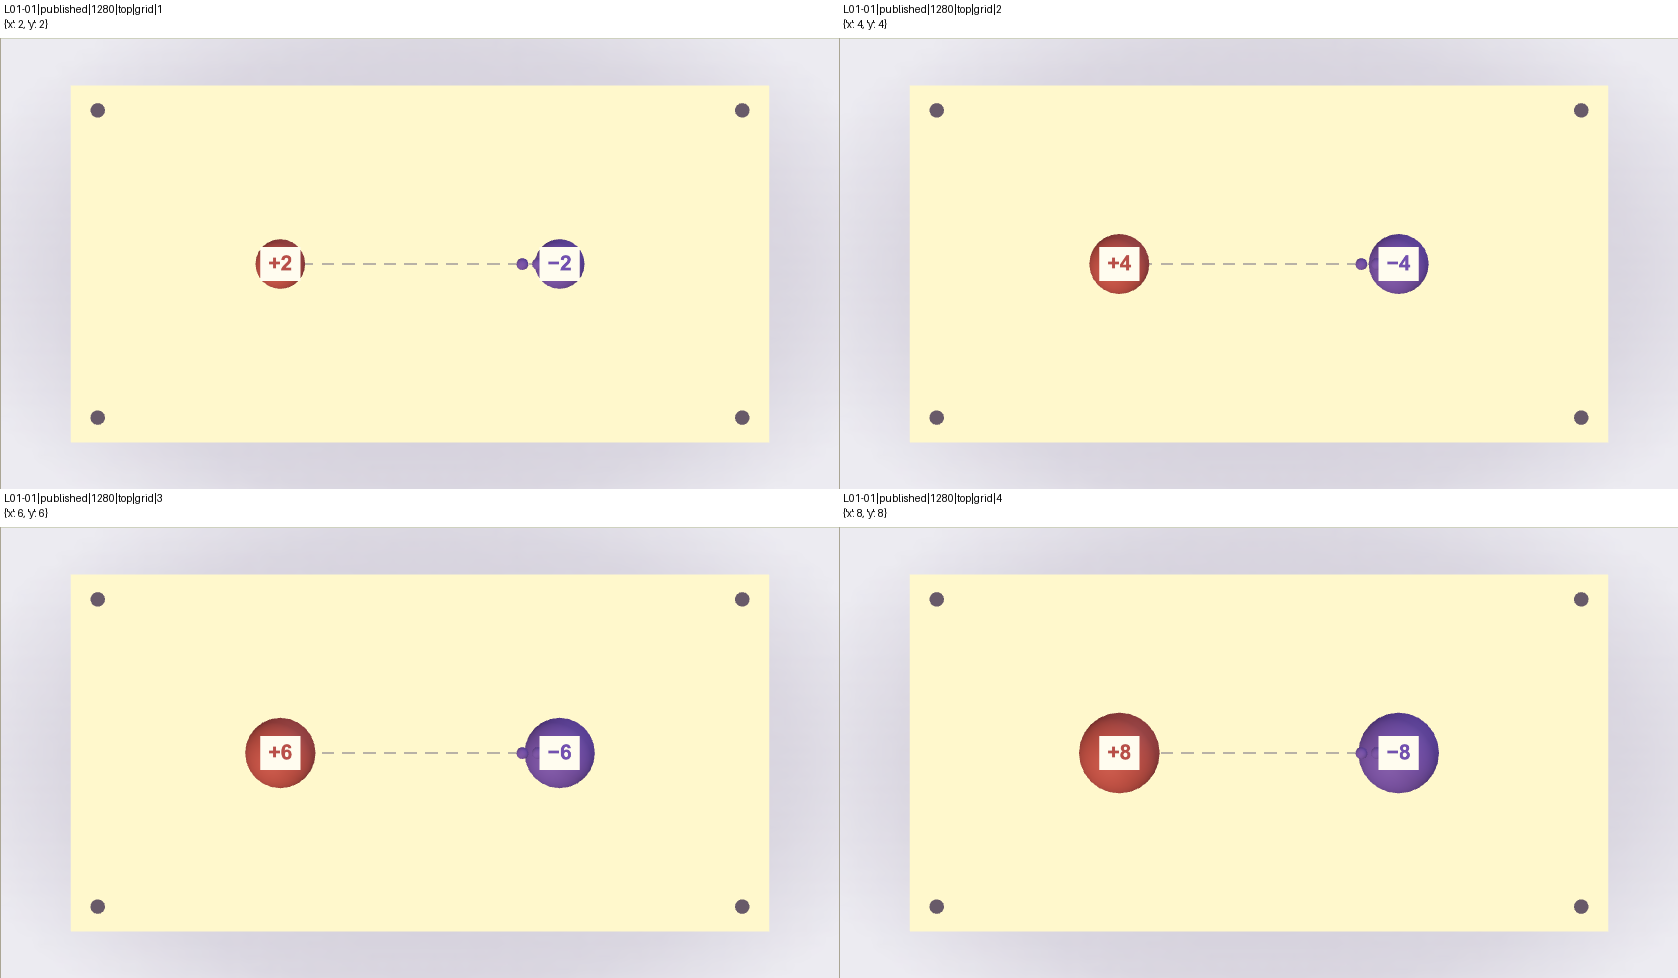 L01-01|published|1280|top|grid|1
{'x': 2, 'y': 2}
+2
−2
L01-01|published|1280|top|grid|2
{'x': 4, 'y': 4}
+4
−4
L01-01|published|1280|top|grid|3
{'x': 6, 'y': 6}
+6
−6
L01-01|published|1280|top|grid|4
{'x': 8, 'y': 8}
+8
−8